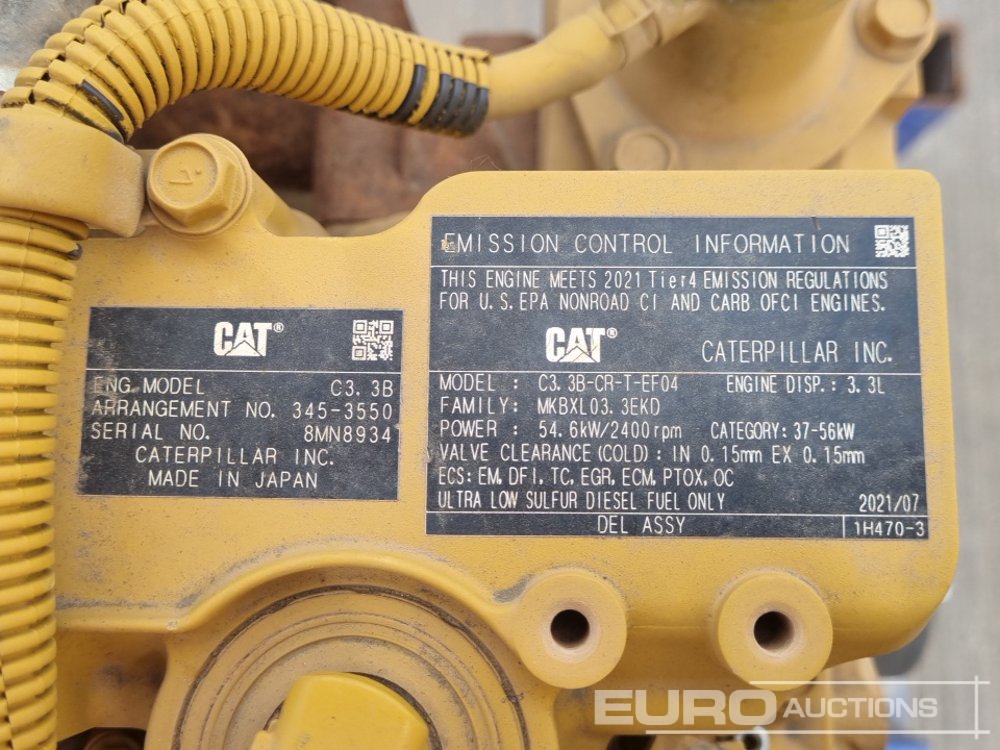 CAT®
ENG. MODEL C3.3B
ARRANGEMENT NO. 345-3550
SERIAL NO. 8MN8934
CATERPILLAR INC.
MADE IN JAPAN
EMISSION CONTROL INFORMATION
THIS ENGINE MEETS 2021 Tier4 EMISSION REGULATIONS
FOR U.S. EPA NONROAD CI AND CARB OFCI ENGINES.
CAT® CATERPILLAR INC.
MODEL : C3.3B-CR-T-EF04 ENGINE DISP.: 3.3L
FAMILY: MKBXL03.3EKD
POWER : 54.6kW/2400rpm CATEGORY: 37-56kW
VALVE CLEARANCE (COLD) : IN 0.15mm EX 0.15mm
ECS: EM, DFI, TC, EGR, ECM, PTOX, OC
ULTRA LOW SULFUR DIESEL FUEL ONLY 2021/07
DEL ASSY 1H470-3
EURO AUCTIONS